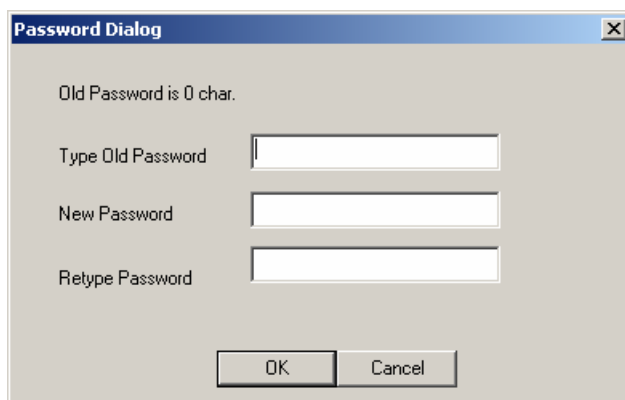 Password Dialog
Old Password is 0 char.
Type Old Password
New Password
Retype Password
OK Cancel